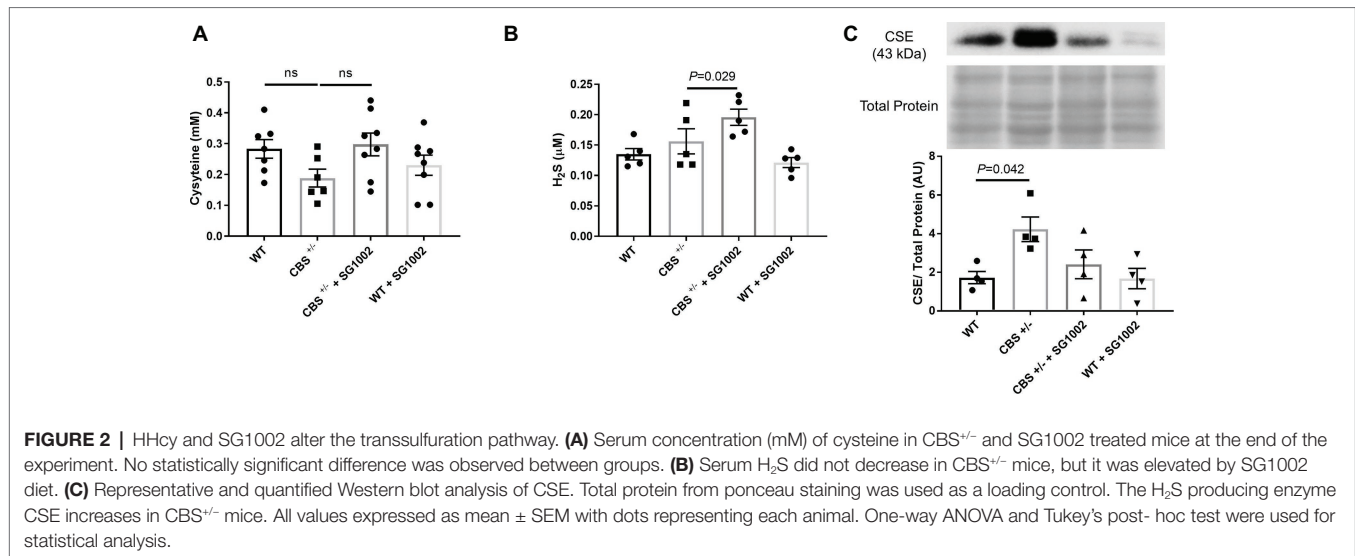 A
ns
ns
Cysyteine (mM)
0.5
0.4
0.3
0.2
0.1
0.0
WT
CBS +/-
CBS +/- + SG1002
WT + SG1002
B
P=0.029
H₂S (μM)
0.25
0.20
0.15
0.10
0.05
0.00
WT
CBS +/-
CBS +/- + SG1002
WT + SG1002
C
CSE
(43 kDa)
Total Protein
P=0.042
CSE/ Total Protein (AU)
8
6
4
2
0
WT
CBS +/-
CBS +/- + SG1002
WT + SG1002
FIGURE 2 | HHcy and SG1002 alter the transsulfuration pathway. (A) Serum concentration (mM) of cysteine in CBS⁺/⁻ and SG1002 treated mice at the end of the
experiment. No statistically significant difference was observed between groups. (B) Serum H₂S did not decrease in CBS⁺/⁻ mice, but it was elevated by SG1002
diet. (C) Representative and quantified Western blot analysis of CSE. Total protein from ponceau staining was used as a loading control. The H₂S producing enzyme
CSE increases in CBS⁺/⁻ mice. All values expressed as mean ± SEM with dots representing each animal. One-way ANOVA and Tukey's post- hoc test were used for
statistical analysis.